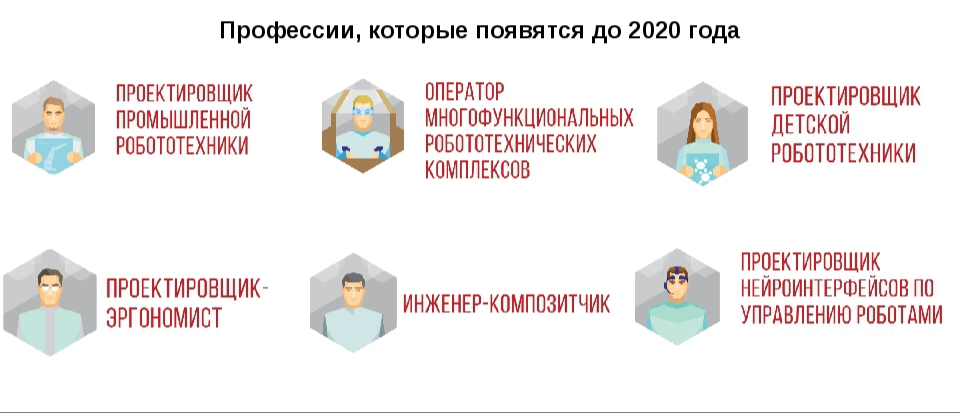 Профессии, которые появятся до 2020 года
ПРОЕКТИРОВЩИК
ПРОМЫШЛЕННОЙ
РОБОТОТЕХНИКИ
ОПЕРАТОР
МНОГОФУНКЦИОНАЛЬНЫХ
РОБОТОТЕХНИЧЕСКИХ
КОМПЛЕКСОВ
ПРОЕКТИРОВЩИК
ДЕТСКОЙ
РОБОТОТЕХНИКИ
ПРОЕКТИРОВЩИК-
ЭРГОНОМИСТ
ИНЖЕНЕР-КОМПОЗИТЧИК
ПРОЕКТИРОВЩИК
НЕЙРОИНТЕРФЕЙСОВ ПО
УПРАВЛЕНИЮ РОБОТАМИ